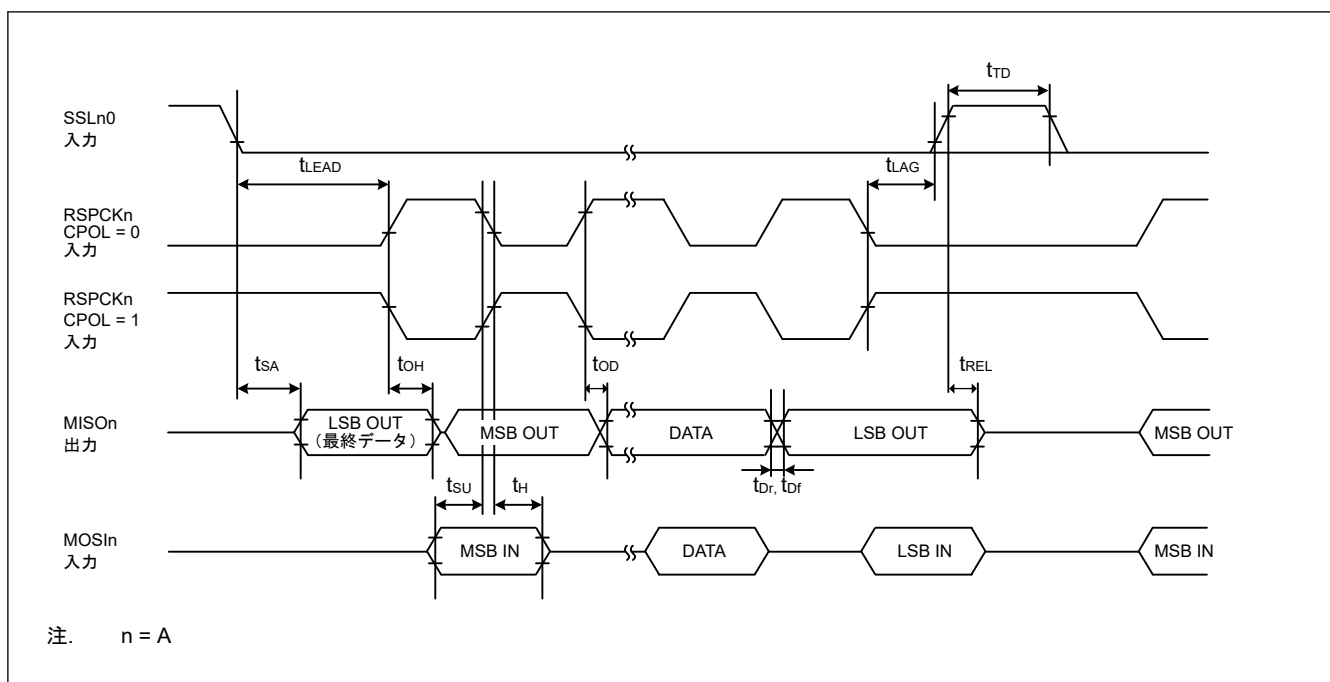 tTD
SSLn0
入力
tLEAD
tLAG
RSPCKn
CPOL = 0
入力
RSPCKn
CPOL = 1
入力
tSA
tOH
tOD
tREL
MISOn
出力
LSB OUT
(最終データ)
MSB OUT
DATA
LSB OUT
MSB OUT
tSU
tH
tDr, tDf
MOSIn
入力
MSB IN
DATA
LSB IN
MSB IN
注. n = A